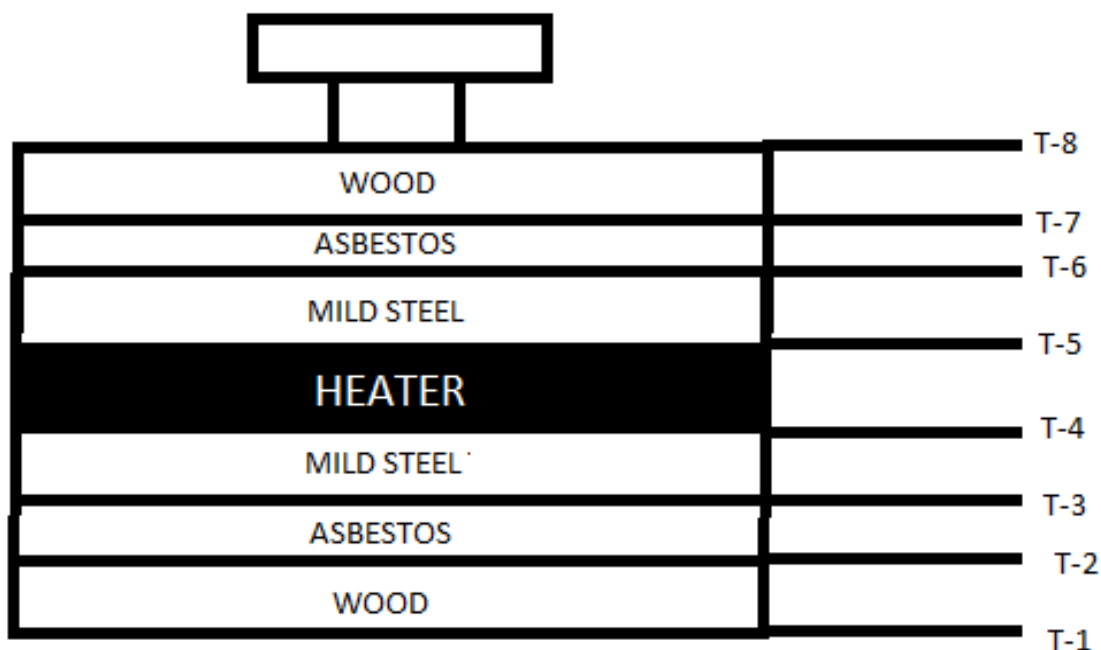 T-8
WOOD
T-7
ASBESTOS
T-6
MILD STEEL
T-5
HEATER
T-4
MILD STEEL
T-3
ASBESTOS
T-2
WOOD
T-1